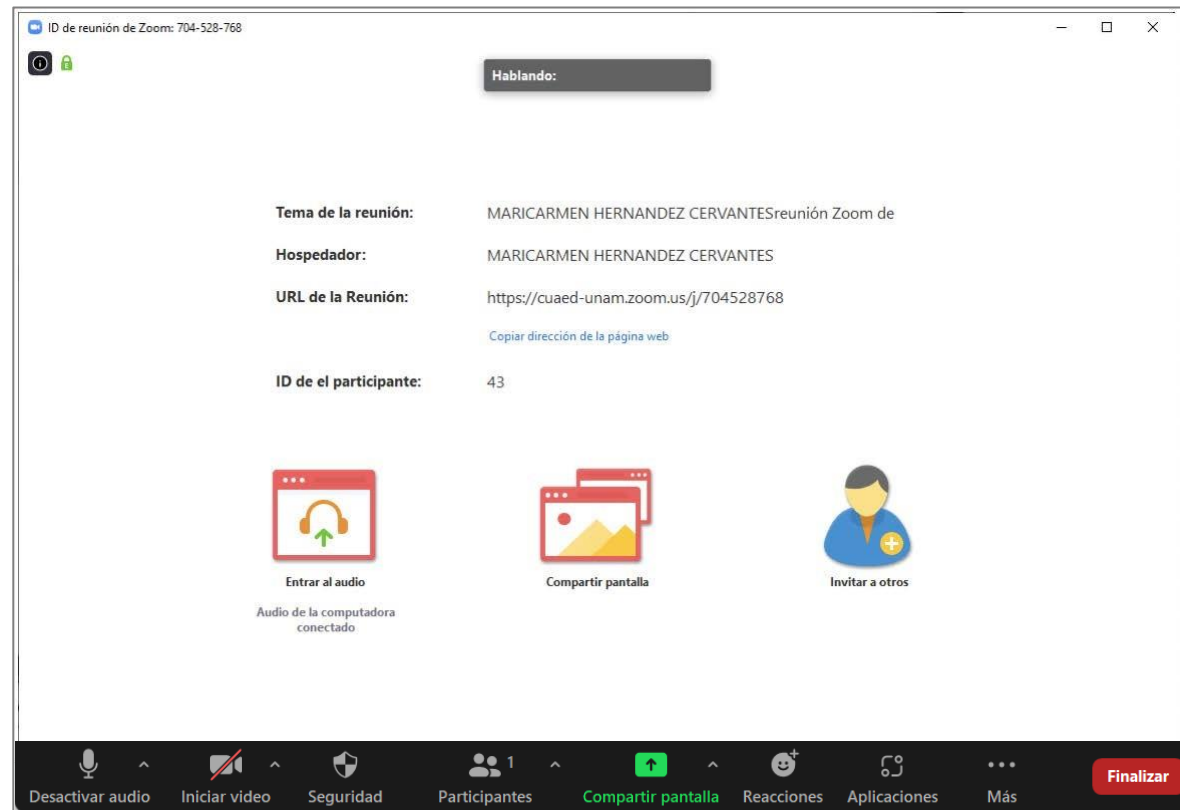 ID de reunión de Zoom: 704-528-768
Hablando:
Tema de la reunión: MARICARMEN HERNANDEZ CERVANTESreunión Zoom de
Hospedador: MARICARMEN HERNANDEZ CERVANTES
URL de la Reunión: https://cuaed-unam.zoom.us/j/704528768
Copiar dirección de la página web
ID de el participante: 43
Entrar al audio
Audio de la computadora
conectado
Compartir pantalla
Invitar a otros
Desactivar audio
Iniciar video
Seguridad
Participantes 1
Compartir pantalla
Reacciones
Aplicaciones
Más
Finalizar